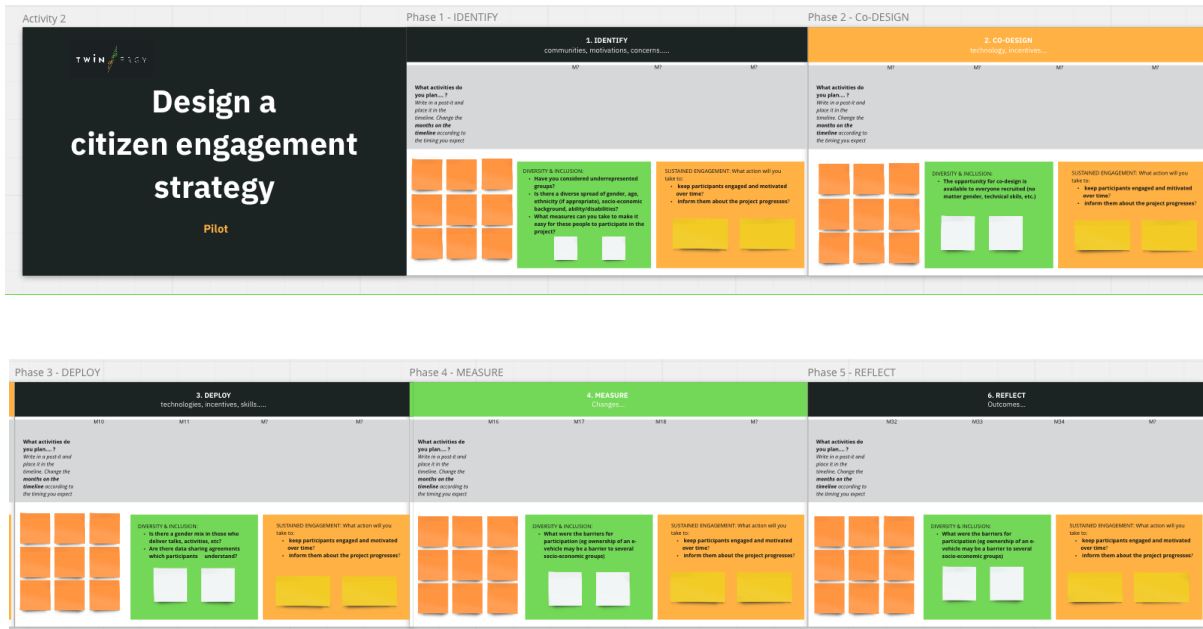 Activity 2
TWIN ERGY
Design a
citizen engagement
strategy
Pilot
Phase 1 - IDENTIFY
1. IDENTIFY
communities, motivations, concerns.....
M? M? M?
What activities do
you plan.... ?
Write in a post-it and
place it in the
timeline. Change the
months on the
timeline according to
the timing you expect
DIVERSITY & INCLUSION:
• Have you considered underrepresented
groups?
• Is there a diverse spread of gender, age,
ethnicity (if appropriate), socio-economic
background, ability/disabilities?
• What measures can you take to make it
easy for these people to participate in the
project?
SUSTAINED ENGAGEMENT: What action will you
take to:
• keep participants engaged and motivated
over time?
• inform them about the project progresses?
Phase 2 - Co-DESIGN
2. CO-DESIGN
technology, incentives...
M? M? M? M?
What activities do
you plan.... ?
Write in a post-it and
place it in the
timeline. Change the
months on the
timeline according to
the timing you expect
DIVERSITY & INCLUSION:
• The opportunity for co-design is
available to everyone recruited (no
matter gender, technical skills, etc.)
SUSTAINED ENGAGEMENT: What action will you
take to:
• keep participants engaged and motivated
over time?
• inform them about the project progresses?
Phase 3 - DEPLOY
3. DEPLOY
technologies, incentives, skills.....
M10 M11 M? M?
What activities do
you plan.... ?
Write in a post-it and
place it in the
timeline. Change the
months on the
timeline according to
the timing you expect
DIVERSITY & INCLUSION:
• Is there a gender mix in those who
deliver talks, activities, etc?
• Are there data sharing agreements
which participants understand?
SUSTAINED ENGAGEMENT: What action will you
take to:
• keep participants engaged and motivated
over time?
• inform them about the project progresses?
Phase 4 - MEASURE
4. MEASURE
Changes...
M16 M17 M18 M?
What activities do
you plan.... ?
Write in a post-it and
place it in the
timeline. Change the
months on the
timeline according to
the timing you expect
DIVERSITY & INCLUSION:
• What were the barriers for
participation (eg ownership of an e-
vehicle may be a barrier to several
socio-economic groups)
SUSTAINED ENGAGEMENT: What action will you
take to:
• keep participants engaged and motivated
over time?
• inform them about the project progresses?
Phase 5 - REFLECT
6. REFLECT
Outcomes...
M32 M33 M34 M?
What activities do
you plan.... ?
Write in a post-it and
place it in the
timeline. Change the
months on the
timeline according to
the timing you expect
DIVERSITY & INCLUSION:
• What were the barriers for
participation (eg ownership of an e-
vehicle may be a barrier to several
socio-economic groups)
SUSTAINED ENGAGEMENT: What action will you
take to:
• keep participants engaged and motivated
over time?
• inform them about the project progresses?